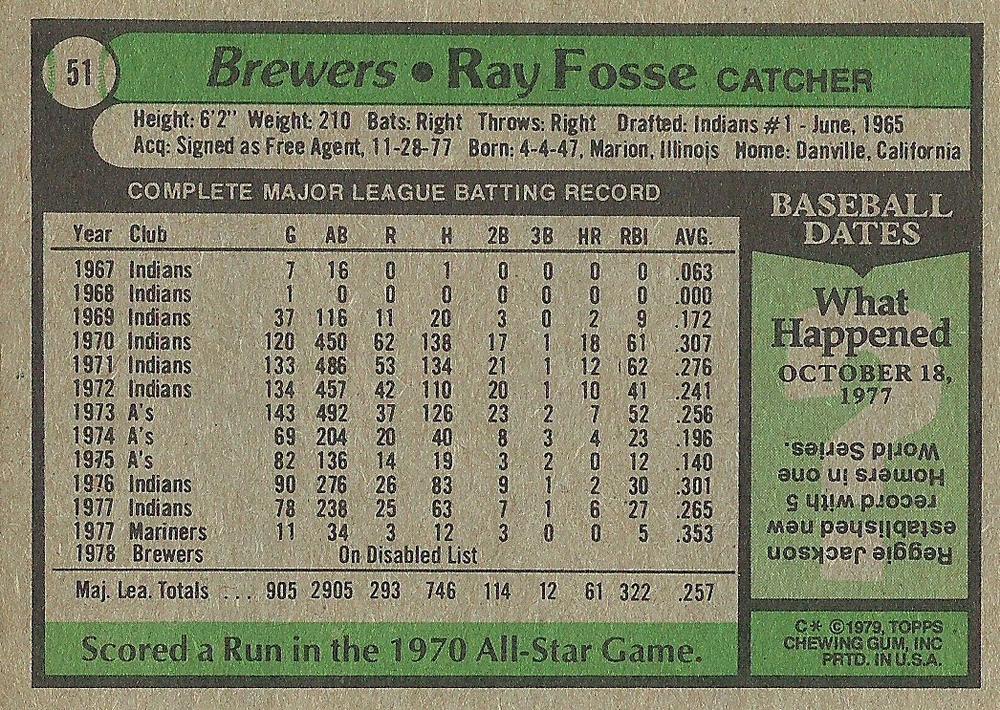 51
Brewers • Ray Fosse CATCHER
Height: 6'2" Weight: 210 Bats: Right Throws: Right Drafted: Indians #1 - June, 1965
Acq: Signed as Free Agent, 11-28-77 Born: 4-4-47, Marion, Illinois Home: Danville, California
COMPLETE MAJOR LEAGUE BATTING RECORD
Year Club G AB R H 2B 3B HR RBI AVG.
1967 Indians 7 16 0 1 0 0 0 0 .063
1968 Indians 1 0 0 0 0 0 0 0 .000
1969 Indians 37 116 11 20 3 0 2 9 .172
1970 Indians 120 450 62 138 17 1 18 61 .307
1971 Indians 133 486 53 134 21 1 12 62 .276
1972 Indians 134 457 42 110 20 1 10 41 .241
1973 A's 143 492 37 126 23 2 7 52 .256
1974 A's 69 204 20 40 8 3 4 23 .196
1975 A's 82 136 14 19 3 2 0 12 .140
1976 Indians 90 276 26 83 9 1 2 30 .301
1977 Indians 78 238 25 63 7 1 6 27 .265
1977 Mariners 11 34 3 12 3 0 0 5 .353
1978 Brewers On Disabled List
Maj. Lea. Totals ... 905 2905 293 746 114 12 61 322 .257
Scored a Run in the 1970 All-Star Game.
BASEBALL
DATES
What
Happened
OCTOBER 18,
1977
Reggie Jackson
established new
record with 5
Homers in one
World Series.
C* ©1979, TOPPS
CHEWING GUM, INC
PRTD. IN U.S.A.